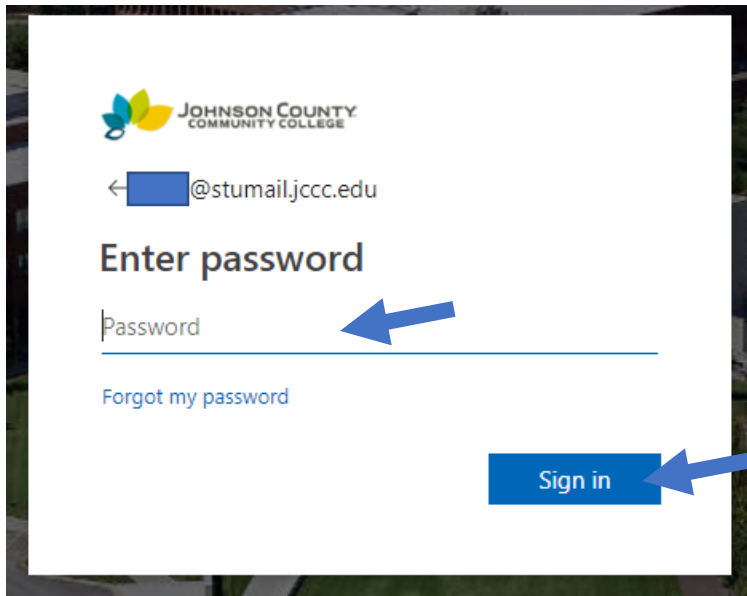 JOHNSON COUNTY
COMMUNITY COLLEGE
@stumail.jccc.edu
Enter password
Password
Forgot my password
Sign in